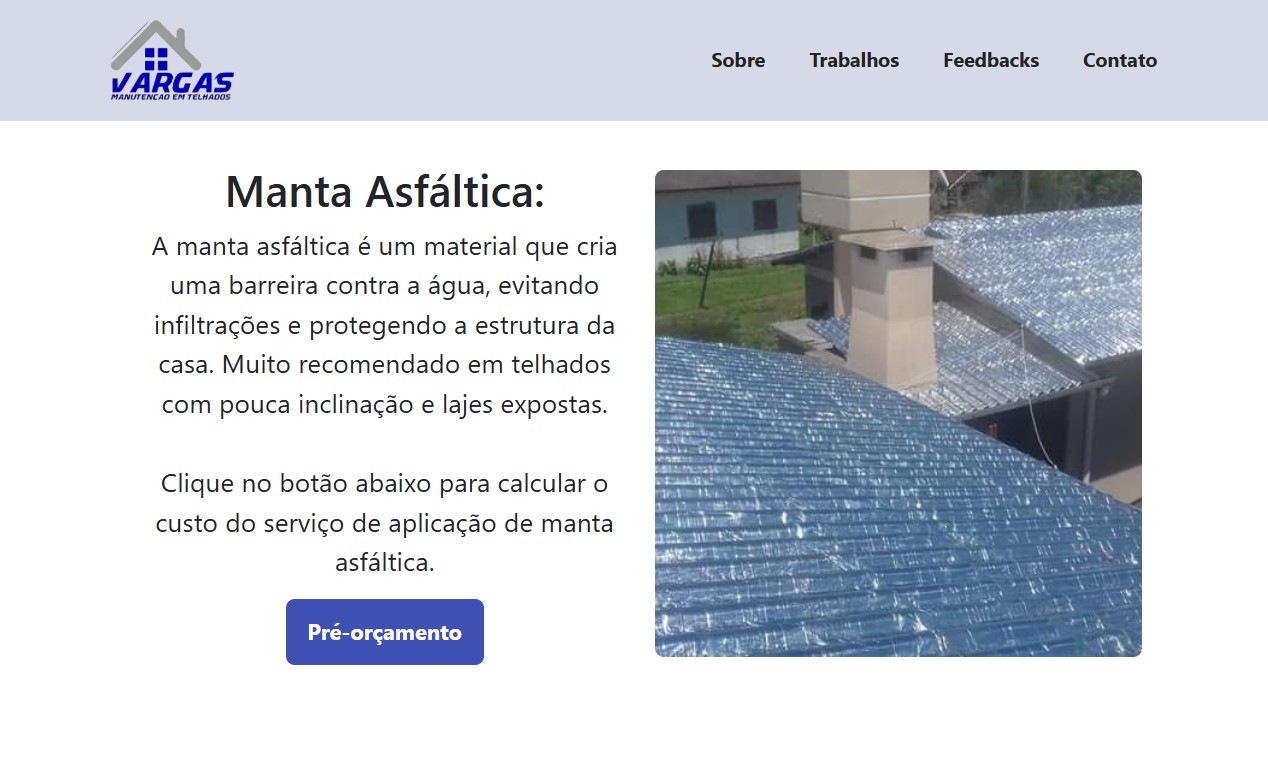 VARGAS
MANUTENCAO EM TELHADOS
Sobre
Trabalhos
Feedbacks
Contato
Manta Asfáltica:
A manta asfáltica é um material que cria
uma barreira contra a água, evitando
infiltrações e protegendo a estrutura da
casa. Muito recomendado em telhados
com pouca inclinação e lajes expostas.
Clique no botão abaixo para calcular o
custo do serviço de aplicação de manta
asfáltica.
Pré-orçamento